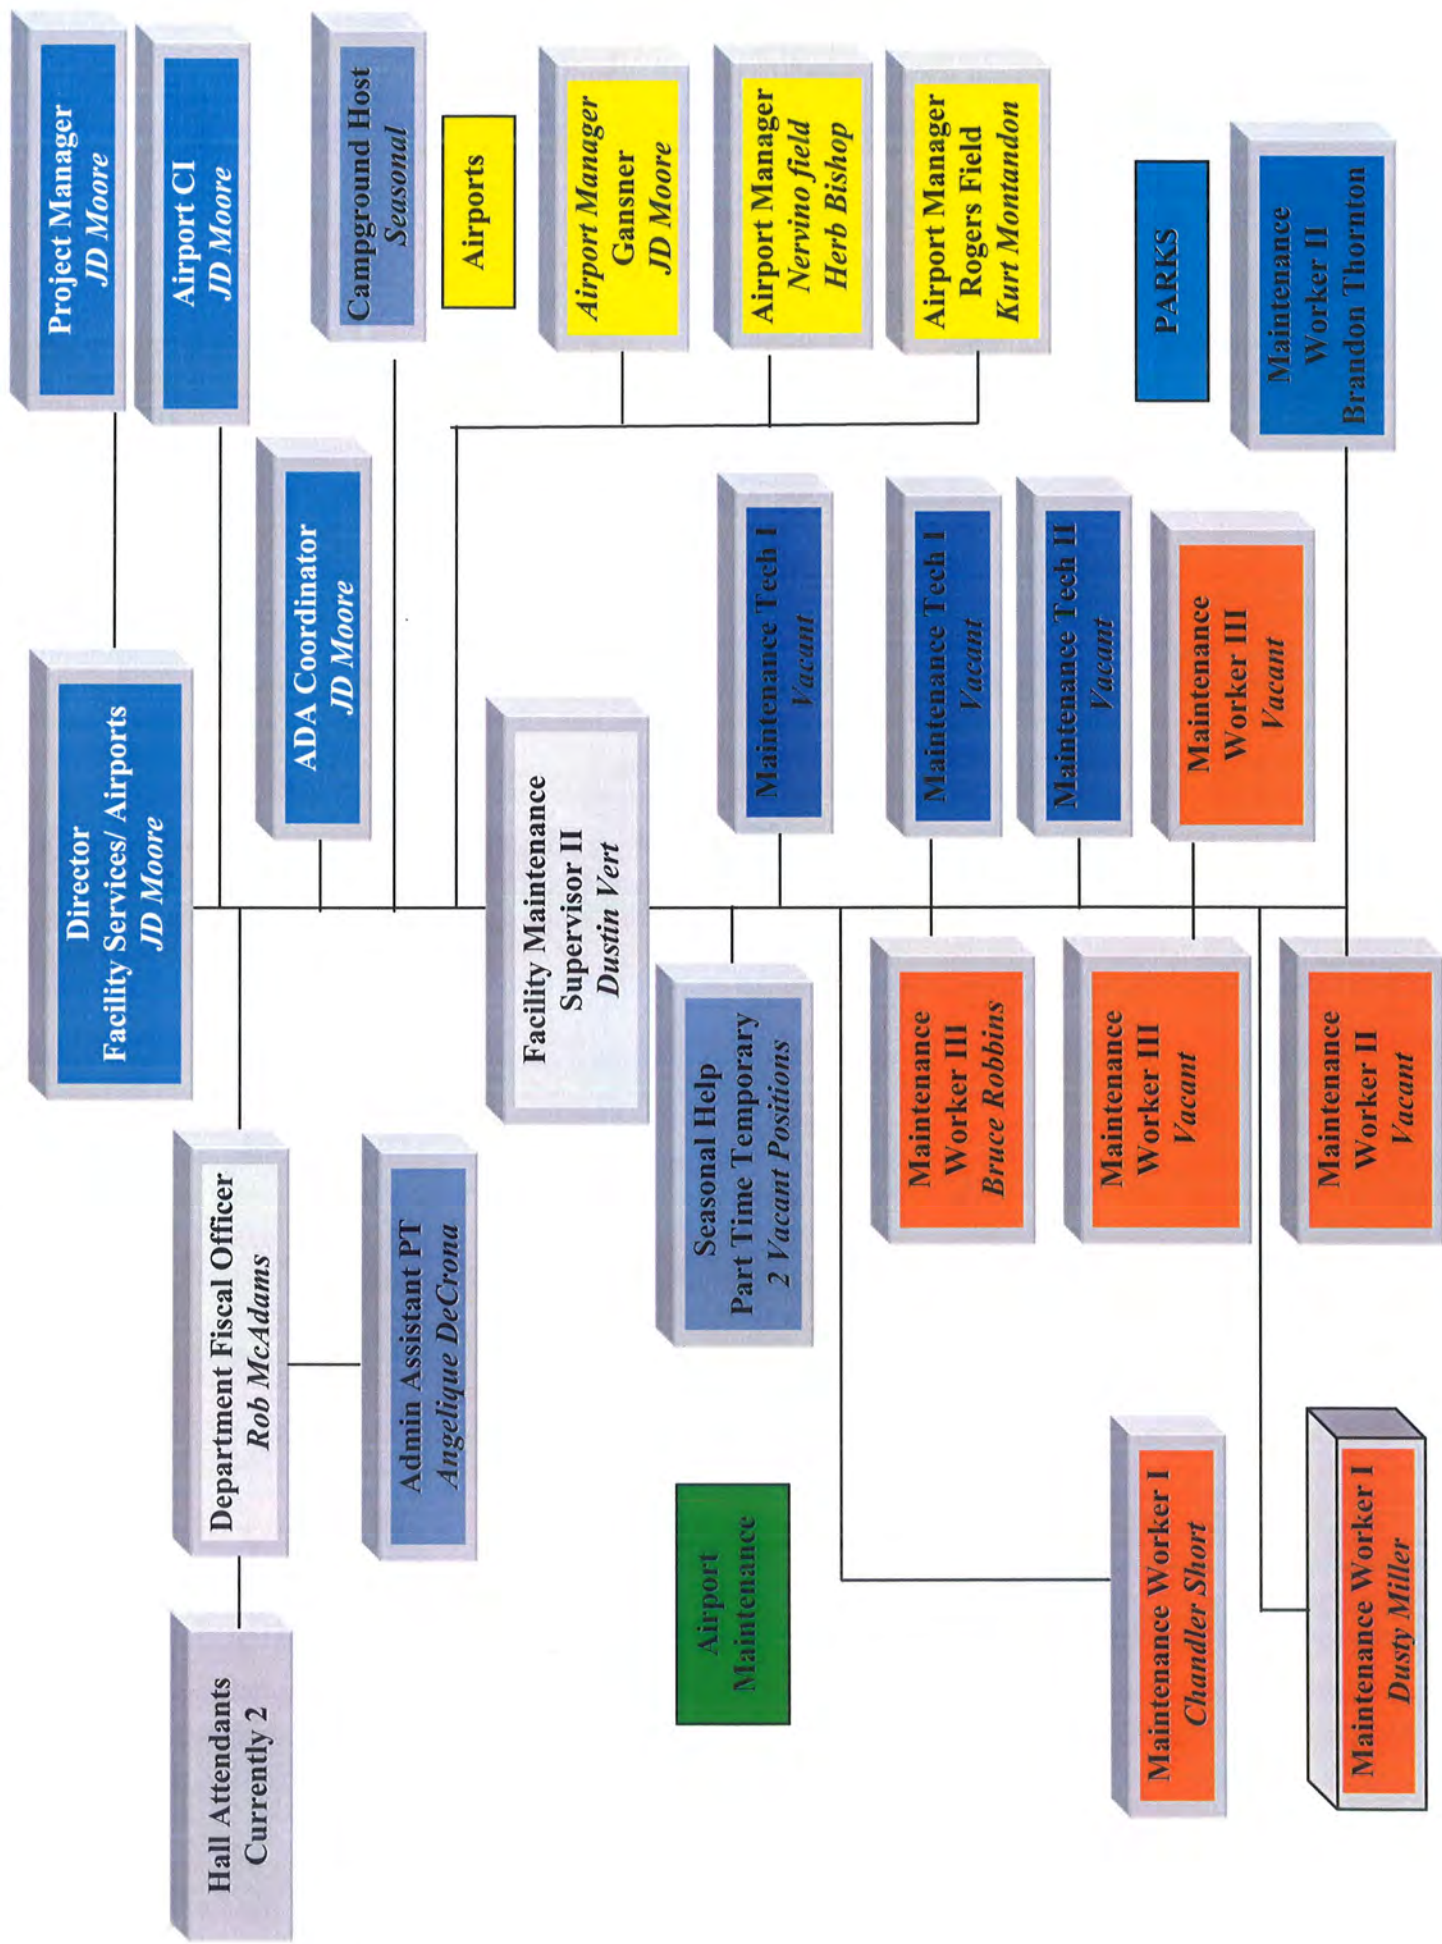 Director
Facility Services/ Airports
JD Moore
Project Manager
JD Moore
Airport CI
JD Moore
Hall Attendants
Currently 2
Department Fiscal Officer
Rob McAdams
ADA Coordinator
JD Moore
Campground Host
Seasonal
Admin Assistant PT
Angelique DeCrona
Airports
Facility Maintenance
Supervisor II
Dustin Vert
Airport Manager
Gansner
JD Moore
Airport Manager
Nervino field
Herb Bishop
Airport Manager
Rogers Field
Kurt Montandon
Airport
Maintenance
Seasonal Help
Part Time Temporary
2 Vacant Positions
Maintenance Tech I
Vacant
Maintenance
Worker III
Bruce Robbins
Maintenance Tech I
Vacant
Maintenance Tech II
Vacant
PARKS
Maintenance Worker I
Chandler Short
Maintenance
Worker III
Vacant
Maintenance
Worker III
Vacant
Maintenance
Worker II
Brandon Thornton
Maintenance Worker I
Dusty Miller
Maintenance
Worker II
Vacant